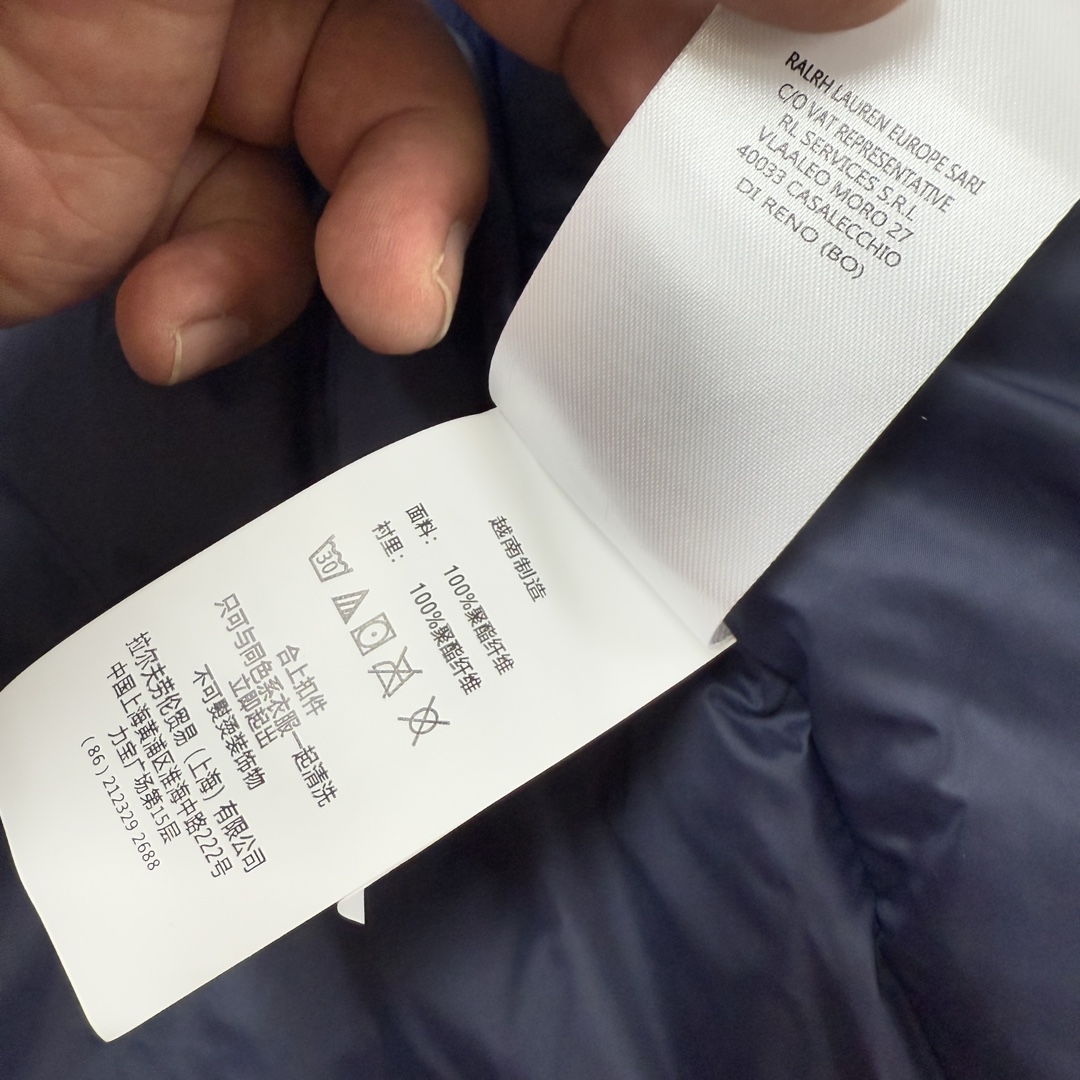 RALRH LAUREN EUROPE SARI
C/O VAT REPRESENTATIVE
RL SERVICES S.R.L
VLAALEO MORO 27
40033 CASALECCHIO
DI RENO (BO)
越南制造
面料： 100%聚酯纤维
衬里： 100%聚酯纤维
30
合上扣件
只可与同色系衣服一起清洗
立即起出
不可熨烫装饰物
拉尔夫劳伦贸易（上海）有限公司
中国上海黄浦区淮海中路222号
力宝广场第15层
(86) 212329 2688